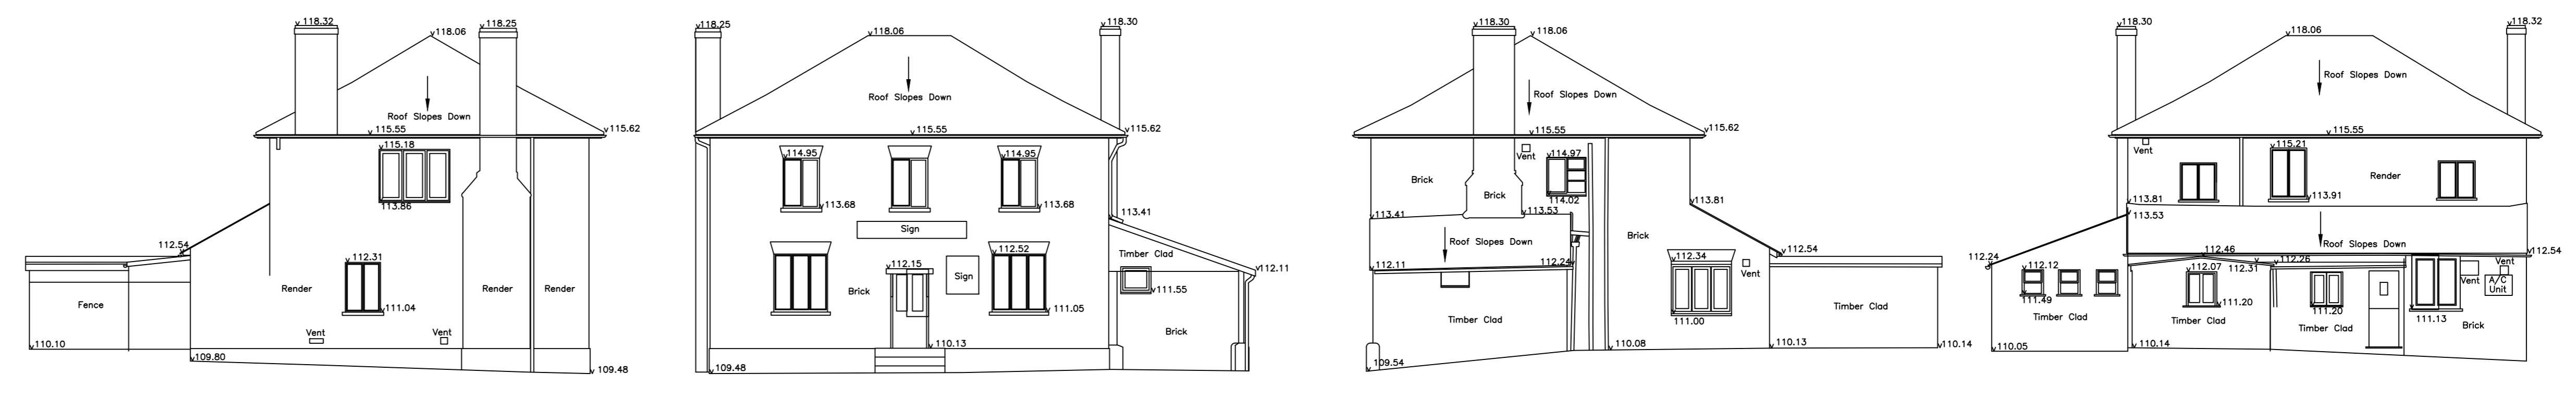 118.32
118.06
118.25
Roof Slopes Down
115.55
115.62
115.18
113.86
112.54
112.31
111.04
Fence
Render
Render
Render
Vent
Vent
110.10
109.80
109.48
118.25
118.06
118.30
Roof Slopes Down
115.55
115.62
114.95
114.95
113.68
113.68
113.41
Sign
112.52
112.15
Sign
Brick
111.05
110.13
109.48
Timber Clad
112.11
111.55
Brick
118.30
118.06
Roof Slopes Down
115.55
115.62
Vent
114.97
Brick
Brick
114.02
113.81
113.41
113.53
Brick
Roof Slopes Down
112.54
112.34
Vent
112.11
112.24
Timber Clad
111.00
Timber Clad
110.08
110.13
110.14
109.54
118.30
118.06
118.32
Roof Slopes Down
115.55
Vent
115.21
Render
113.91
113.81
113.53
Roof Slopes Down
112.54
112.46
112.24
112.12
112.07
112.31
112.26
Vent
Vent
A/C
Unit
111.49
111.20
111.20
111.13
Timber Clad
Timber Clad
Timber Clad
Brick
110.05
110.14